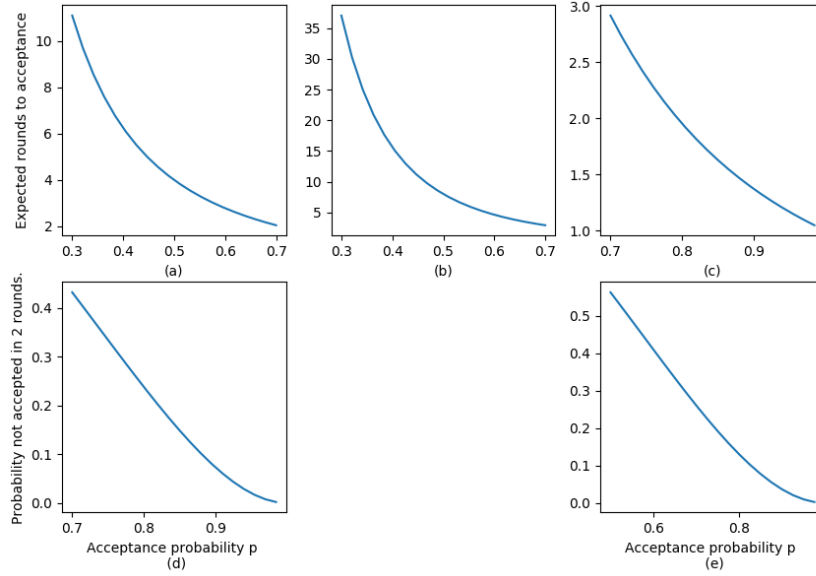 Expected rounds to acceptance
10
8
6
4
2
0.3 0.4 0.5 0.6 0.7
(a)
35
30
25
20
15
10
5
0.3 0.4 0.5 0.6 0.7
(b)
3.0
2.5
2.0
1.5
1.0
0.7 0.8 0.9
(c)
Probability not accepted in 2 rounds.
0.4
0.3
0.2
0.1
0.0
0.7 0.8 0.9
Acceptance probability p
(d)
0.5
0.4
0.3
0.2
0.1
0.0
0.6 0.8
Acceptance probability p
(e)